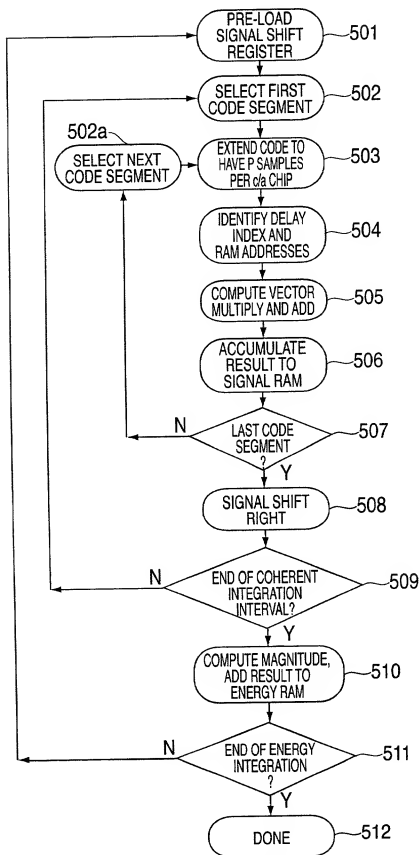 PRE-LOAD
SIGNAL SHIFT
REGISTER
501
SELECT FIRST
CODE SEGMENT
502
502a
SELECT NEXT
CODE SEGMENT
EXTEND CODE TO
HAVE P SAMPLES
PER c/a CHIP
503
IDENTIFY DELAY
INDEX AND
RAM ADDRESSES
504
COMPUTE VECTOR
MULTIPLY AND ADD
505
ACCUMULATE
RESULT TO
SIGNAL RAM
506
N
LAST CODE
SEGMENT
?
507
Y
SIGNAL SHIFT
RIGHT
508
N
END OF COHERENT
INTEGRATION
INTERVAL?
509
Y
COMPUTE MAGNITUDE,
ADD RESULT TO
ENERGY RAM
510
N
END OF ENERGY
INTEGRATION
?
511
Y
DONE
512